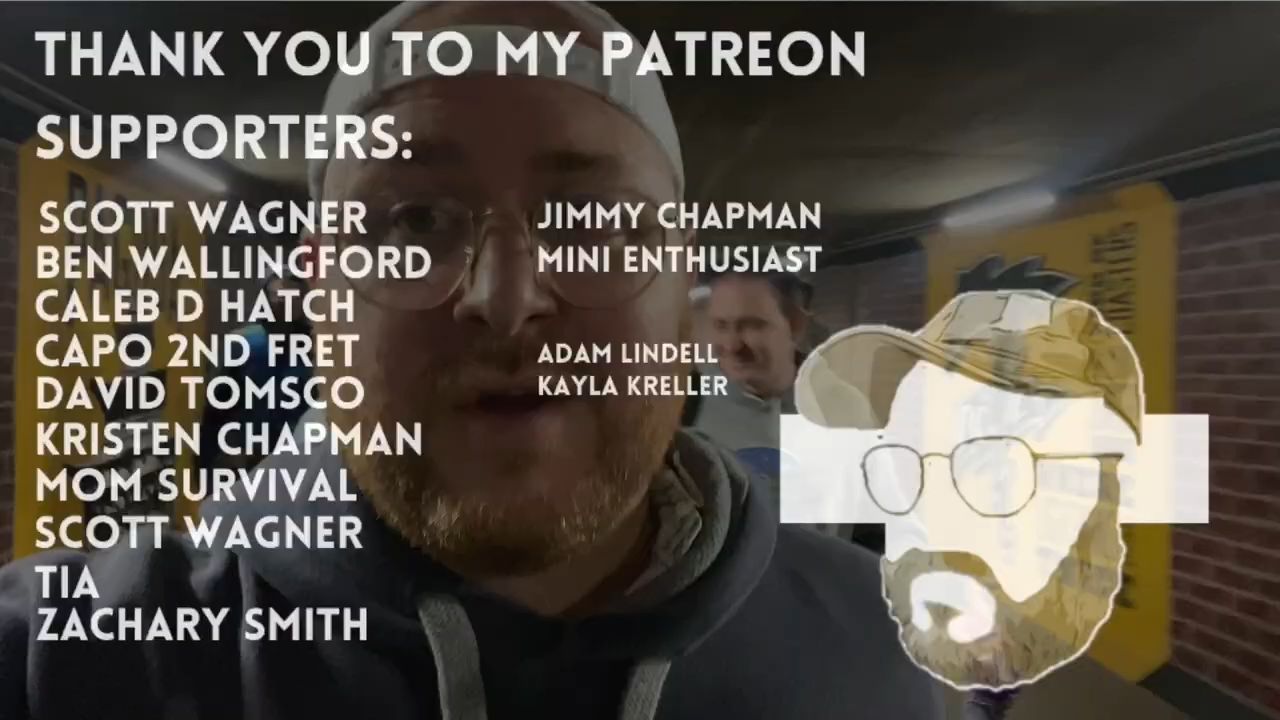 THANK YOU TO MY PATREON
SUPPORTERS:
SCOTT WAGNER
BEN WALLINGFORD
CALEB D HATCH
CAPO 2ND FRET
DAVID TOMSCO
KRISTEN CHAPMAN
MOM SURVIVAL
SCOTT WAGNER
TIA
ZACHARY SMITH
JIMMY CHAPMAN
MINI ENTHUSIAST
ADAM LINDELL
KAYLA KRELLER